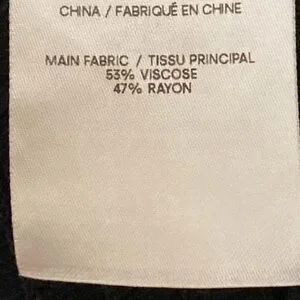 CHINA / FABRIQUÉ EN CHINE
MAIN FABRIC / TISSU PRINCIPAL
53% VISCOSE
47% RAYON